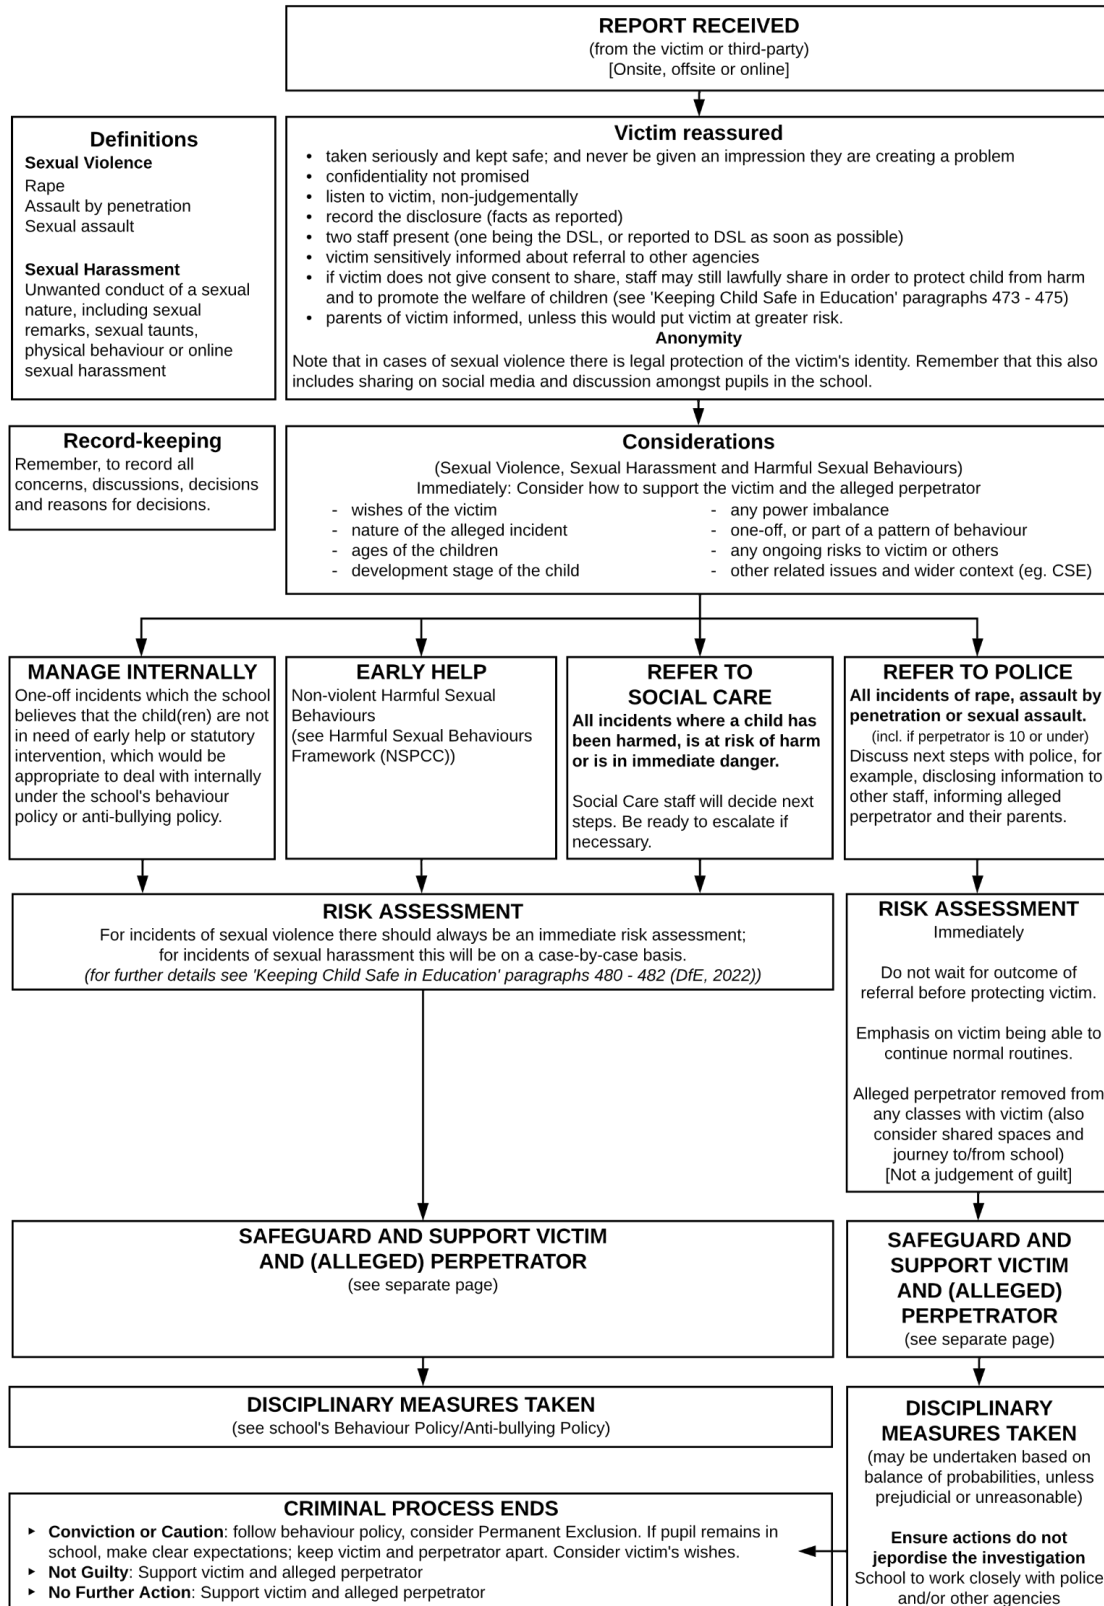 REPORT RECEIVED
(from the victim or third-party)
[Onsite, offsite or online]
Definitions
Sexual Violence
Rape
Assault by penetration
Sexual assault
Sexual Harassment
Unwanted conduct of a sexual
nature, including sexual
remarks, sexual taunts,
physical behaviour or online
sexual harassment
Victim reassured
• taken seriously and kept safe; and never be given an impression they are creating a problem
• confidentiality not promised
• listen to victim, non-judgementally
• record the disclosure (facts as reported)
• two staff present (one being the DSL, or reported to DSL as soon as possible)
• victim sensitively informed about referral to other agencies
• if victim does not give consent to share, staff may still lawfully share in order to protect child from harm
and to promote the welfare of children (see 'Keeping Child Safe in Education' paragraphs 473 - 475)
• parents of victim informed, unless this would put victim at greater risk.
Anonymity
Note that in cases of sexual violence there is legal protection of the victim's identity. Remember that this also
includes sharing on social media and discussion amongst pupils in the school.
Record-keeping
Remember, to record all
concerns, discussions, decisions
and reasons for decisions.
Considerations
(Sexual Violence, Sexual Harassment and Harmful Sexual Behaviours)
Immediately: Consider how to support the victim and the alleged perpetrator
- wishes of the victim
- nature of the alleged incident
- ages of the children
- development stage of the child
- any power imbalance
- one-off, or part of a pattern of behaviour
- any ongoing risks to victim or others
- other related issues and wider context (eg. CSE)
MANAGE INTERNALLY
One-off incidents which the school
believes that the child(ren) are not
in need of early help or statutory
intervention, which would be
appropriate to deal with internally
under the school's behaviour
policy or anti-bullying policy.
EARLY HELP
Non-violent Harmful Sexual
Behaviours
(see Harmful Sexual Behaviours
Framework (NSPCC))
REFER TO
SOCIAL CARE
All incidents where a child has
been harmed, is at risk of harm
or is in immediate danger.
Social Care staff will decide next
steps. Be ready to escalate if
necessary.
REFER TO POLICE
All incidents of rape, assault by
penetration or sexual assault.
(incl. if perpetrator is 10 or under)
Discuss next steps with police, for
example, disclosing information to
other staff, informing alleged
perpetrator and their parents.
RISK ASSESSMENT
For incidents of sexual violence there should always be an immediate risk assessment;
for incidents of sexual harassment this will be on a case-by-case basis.
(for further details see 'Keeping Child Safe in Education' paragraphs 480 - 482 (DfE, 2022))
RISK ASSESSMENT
Immediately
Do not wait for outcome of
referral before protecting victim.
Emphasis on victim being able to
continue normal routines.
Alleged perpetrator removed from
any classes with victim (also
consider shared spaces and
journey to/from school)
[Not a judgement of guilt]
SAFEGUARD AND SUPPORT VICTIM
AND (ALLEGED) PERPETRATOR
(see separate page)
SAFEGUARD AND
SUPPORT VICTIM
AND (ALLEGED)
PERPETRATOR
(see separate page)
DISCIPLINARY MEASURES TAKEN
(see school's Behaviour Policy/Anti-bullying Policy)
DISCIPLINARY
MEASURES TAKEN
(may be undertaken based on
balance of probabilities, unless
prejudicial or unreasonable)
Ensure actions do not
jepordise the investigation
School to work closely with police
and/or other agencies
CRIMINAL PROCESS ENDS
‣ Conviction or Caution: follow behaviour policy, consider Permanent Exclusion. If pupil remains in
school, make clear expectations; keep victim and perpetrator apart. Consider victim's wishes.
‣ Not Guilty: Support victim and alleged perpetrator
‣ No Further Action: Support victim and alleged perpetrator